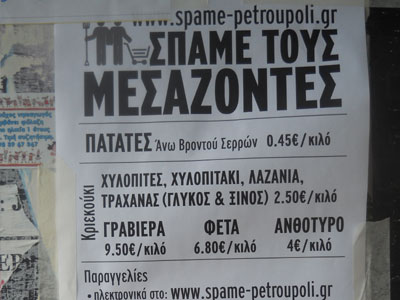 www.spame-petroupoli.gr
ΣΠΑΜΕ ΤΟΥΣ
ΜΕΣΑΖΟΝΤΕΣ
ΠΑΤΑΤΕΣ Άνω Βροντού Σερρών 0.45€/κιλό
Κριεκούκι
ΧΥΛΟΠΙΤΕΣ, ΧΥΛΟΠΙΤΑΚΙ, ΛΑΖΑΝΙΑ,
ΤΡΑΧΑΝΑΣ (ΓΛΥΚΟΣ & ΞΙΝΟΣ) 2.50€/κιλό
ΓΡΑΒΙΕΡΑ ΦΕΤΑ ΑΝΘΟΤΥΡΟ
9.50€/κιλό 6.80€/κιλό 4€/κιλό
Παραγγελίες
• ηλεκτρονικά στο: www.spame-petroupoli.gr